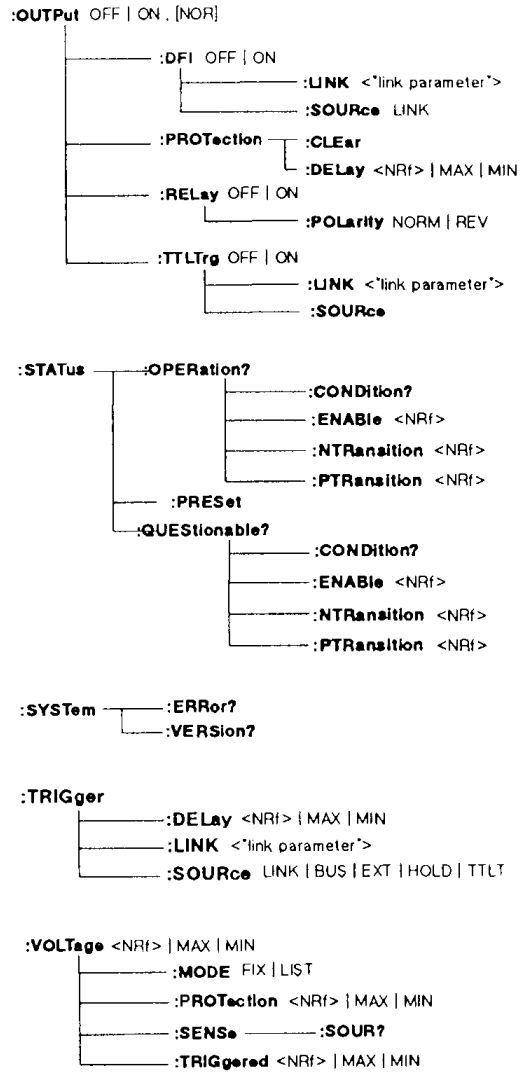 :OUTPut OFF | ON , [NOR]
:DFI OFF | ON
:LINK <"link parameter">
:SOURce LINK
:PROTection :CLEar
:DELay <NRf> | MAX | MIN
:RELay OFF | ON
:POLarity NORM | REV
:TTLTrg OFF | ON
:LINK <"link parameter">
:SOURce
:STATus :OPERation?
:CONDition?
:ENABle <NRf>
:NTRansition <NRf>
:PTRansition <NRf>
:PRESet
:QUEStionable?
:CONDition?
:ENABle <NRf>
:NTRansition <NRf>
:PTRansition <NRf>
:SYSTem :ERRor?
:VERSion?
:TRIGger
:DELay <NRf> | MAX | MIN
:LINK <"link parameter">
:SOURce LINK | BUS | EXT | HOLD | TTLT
:VOLTage <NRf> | MAX | MIN
:MODE FIX | LIST
:PROTection <NRf> | MAX | MIN
:SENSe :SOUR?
:TRIGgered <NRf> | MAX | MIN